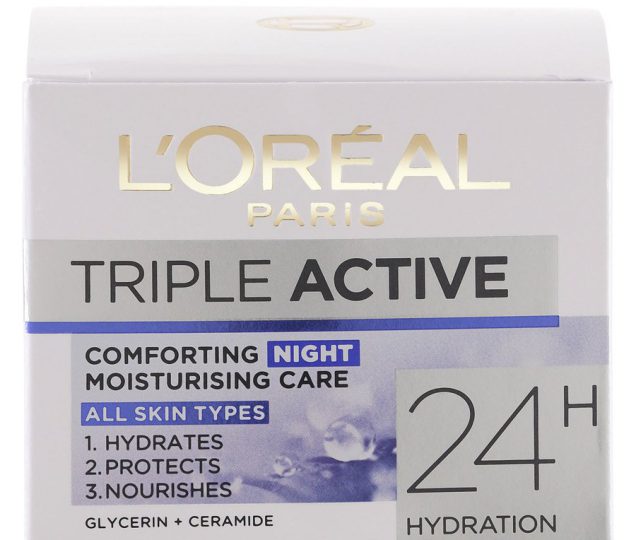 L'ORÉAL
PARIS
TRIPLE ACTIVE
COMFORTING NIGHT
MOISTURISING CARE
ALL SKIN TYPES
1. HYDRATES
2. PROTECTS
3. NOURISHES
GLYCERIN + CERAMIDE
24H
HYDRATION